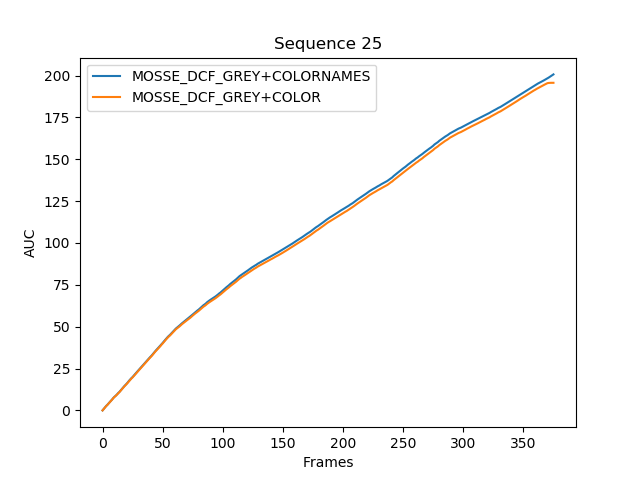 Sequence 25
MOSSE_DCF_GREY+COLORNAMES
MOSSE_DCF_GREY+COLOR
200
175
150
125
100
75
50
25
0
AUC
0 50 100 150 200 250 300 350
Frames